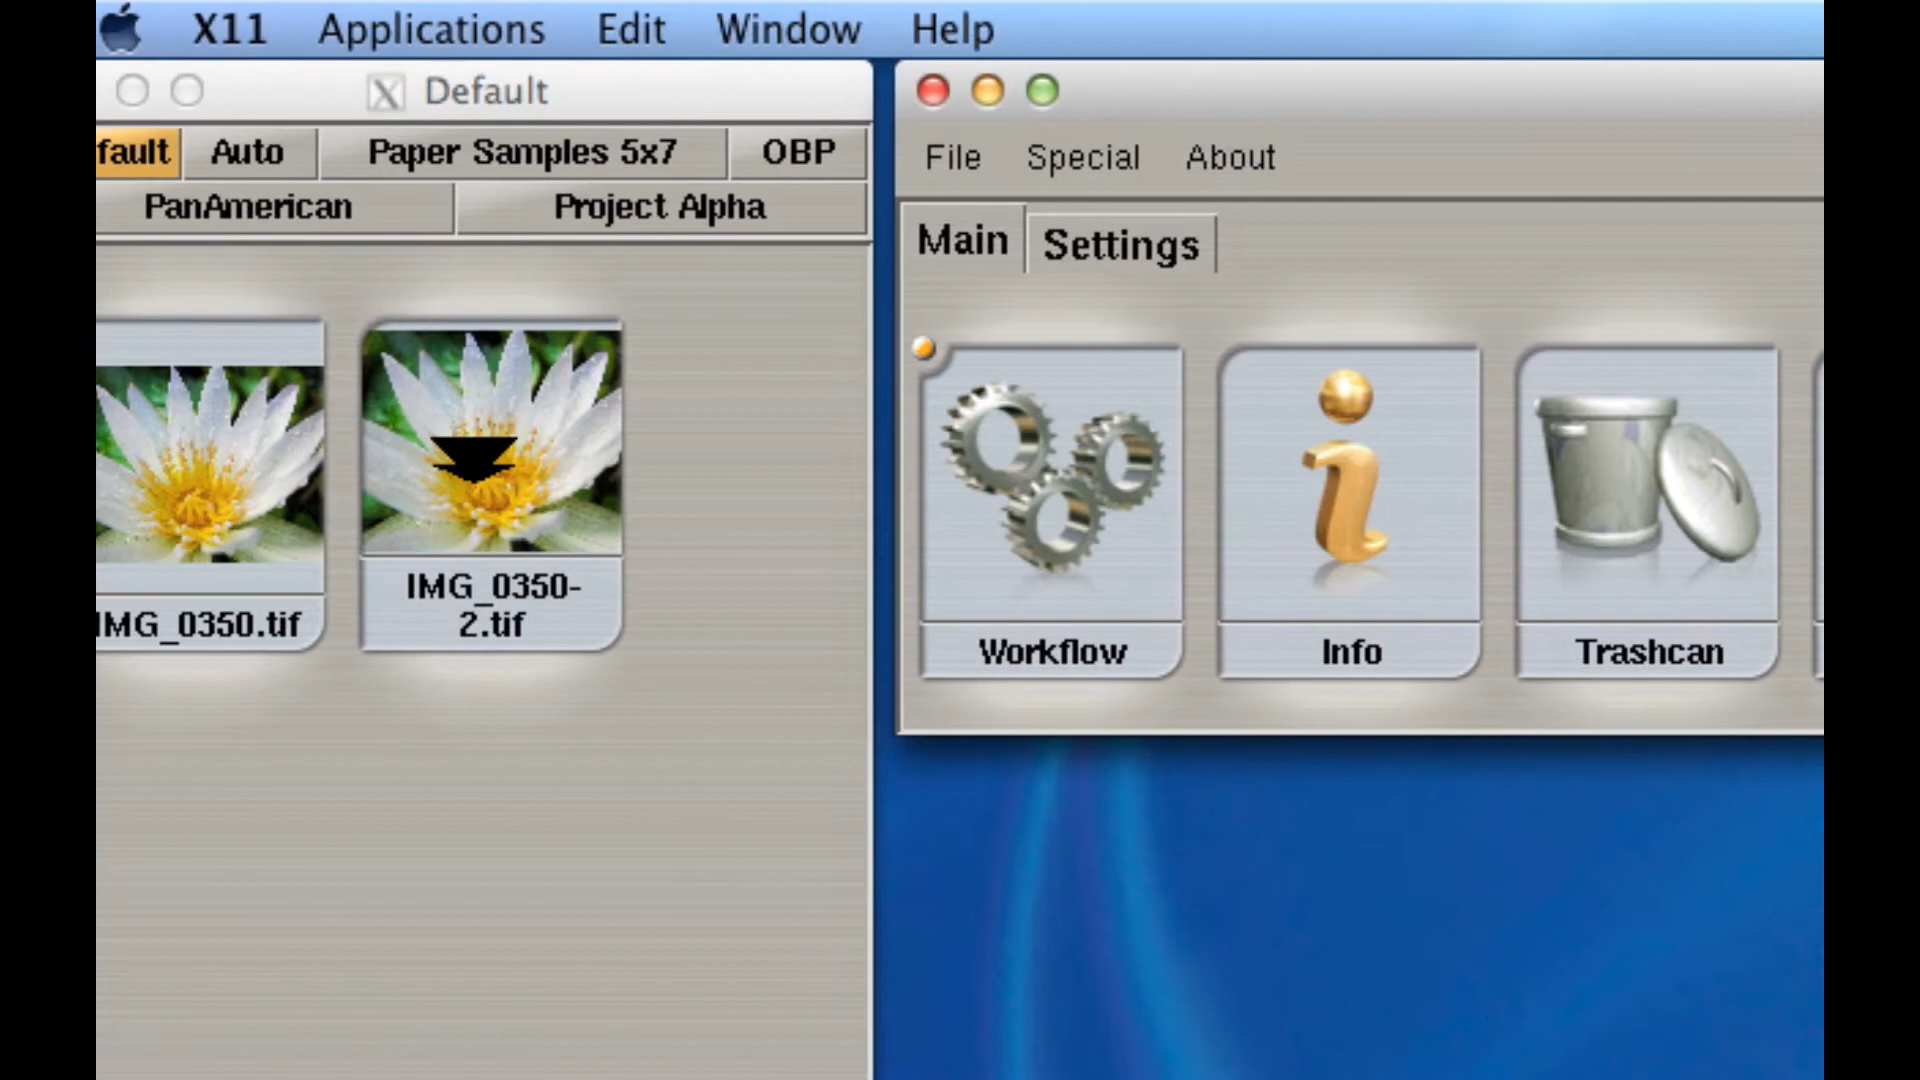 X11 Applications Edit Window Help
X Default
fault Auto Paper Samples 5x7 OBP
PanAmerican Project Alpha
IMG_0350.tif
IMG_0350-
2.tif
File Special About
Main Settings
Workflow Info Trashcan